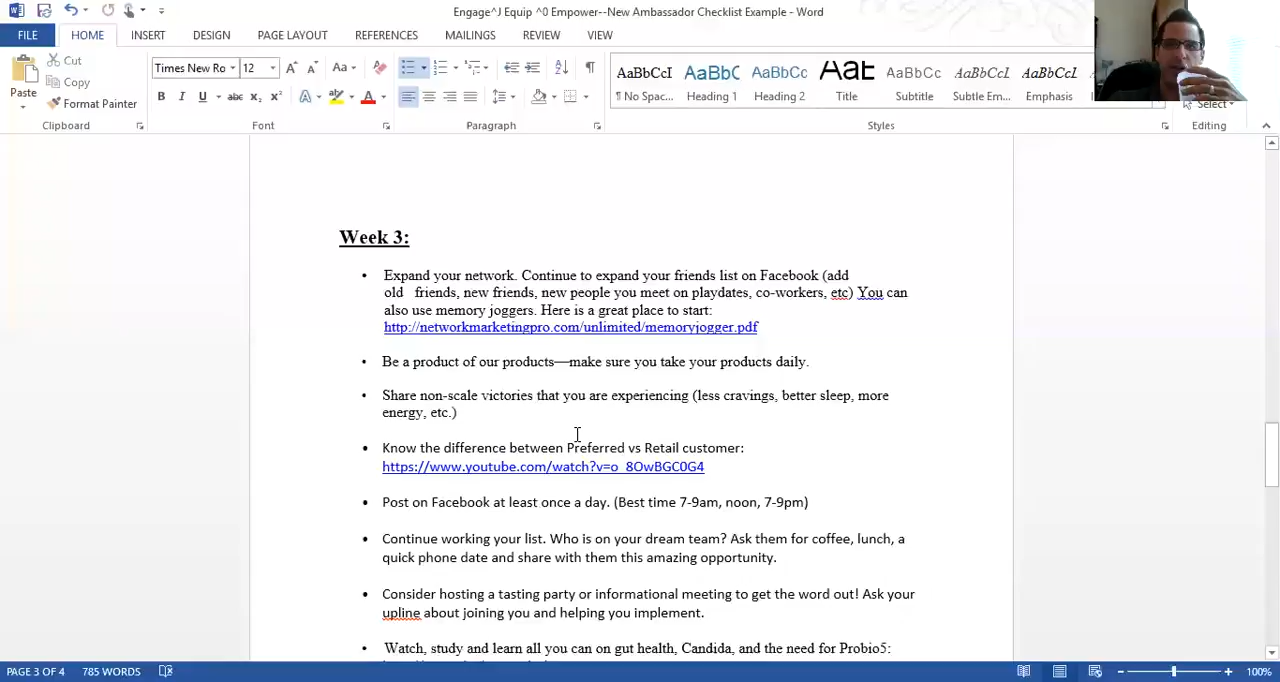 Engage^J Equip ^0 Empower--New Ambassador Checklist Example - Word
FILE HOME INSERT DESIGN PAGE LAYOUT REFERENCES MAILINGS REVIEW VIEW
Paste
Cut
Copy
Format Painter
Clipboard
Times New Ro 12
Font
Paragraph
AaBbCcI AaBbC AaBbCc AaBbCc AaBbCcI AaBbCcI
¶ No Spac... Heading 1 Heading 2 Title Subtitle Subtle Em... Emphasis
Styles
Select
Editing
Week 3:
• Expand your network. Continue to expand your friends list on Facebook (add
old friends, new friends, new people you meet on playdates, co-workers, etc) You can
also use memory joggers. Here is a great place to start:
http://networkmarketingpro.com/unlimited/memoryjogger.pdf
• Be a product of our products—make sure you take your products daily.
• Share non-scale victories that you are experiencing (less cravings, better sleep, more
energy, etc.)
• Know the difference between Preferred vs Retail customer:
https://www.youtube.com/watch?v=o_8OwBGC0G4
• Post on Facebook at least once a day. (Best time 7-9am, noon, 7-9pm)
• Continue working your list. Who is on your dream team? Ask them for coffee, lunch, a
quick phone date and share with them this amazing opportunity.
• Consider hosting a tasting party or informational meeting to get the word out! Ask your
upline about joining you and helping you implement.
• Watch, study and learn all you can on gut health, Candida, and the need for Probio5:
PAGE 3 OF 4 785 WORDS 100%